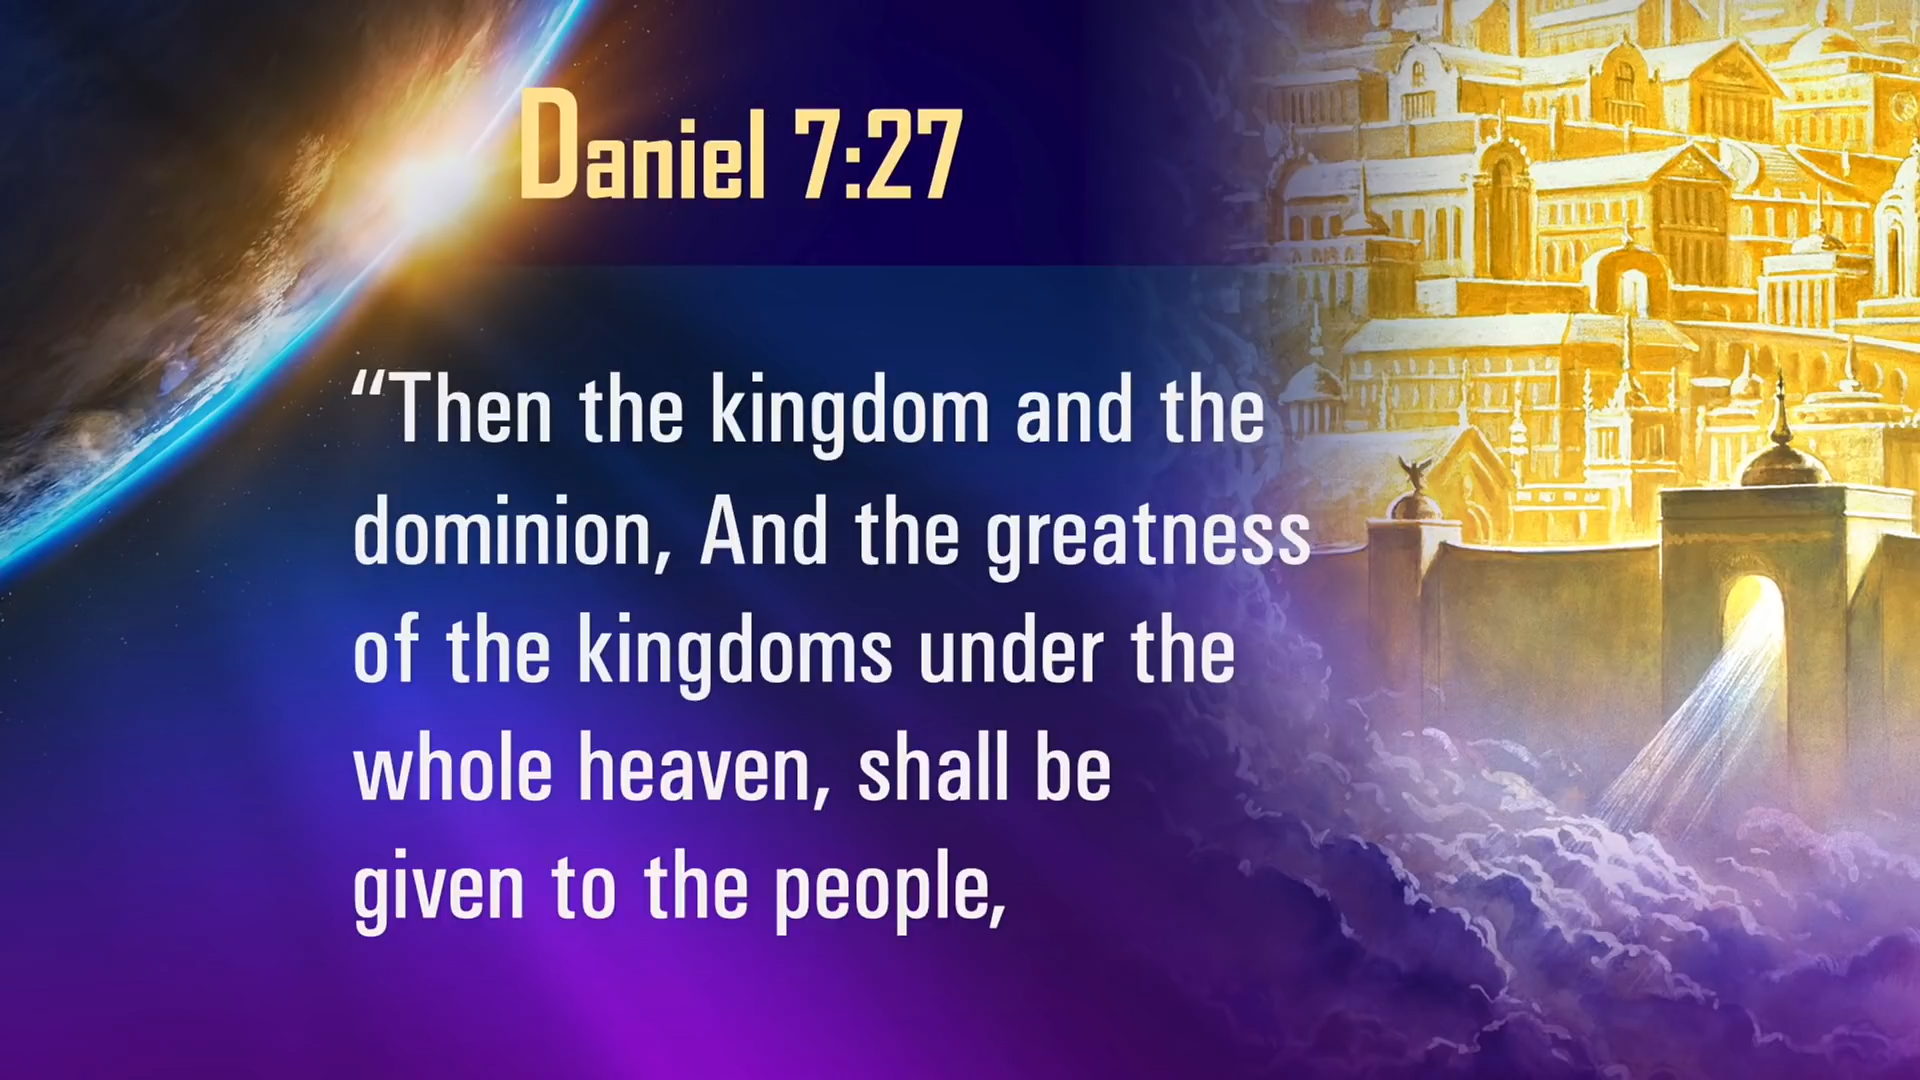 Daniel 7:27
“Then the kingdom and the
dominion, And the greatness
of the kingdoms under the
whole heaven, shall be
given to the people,